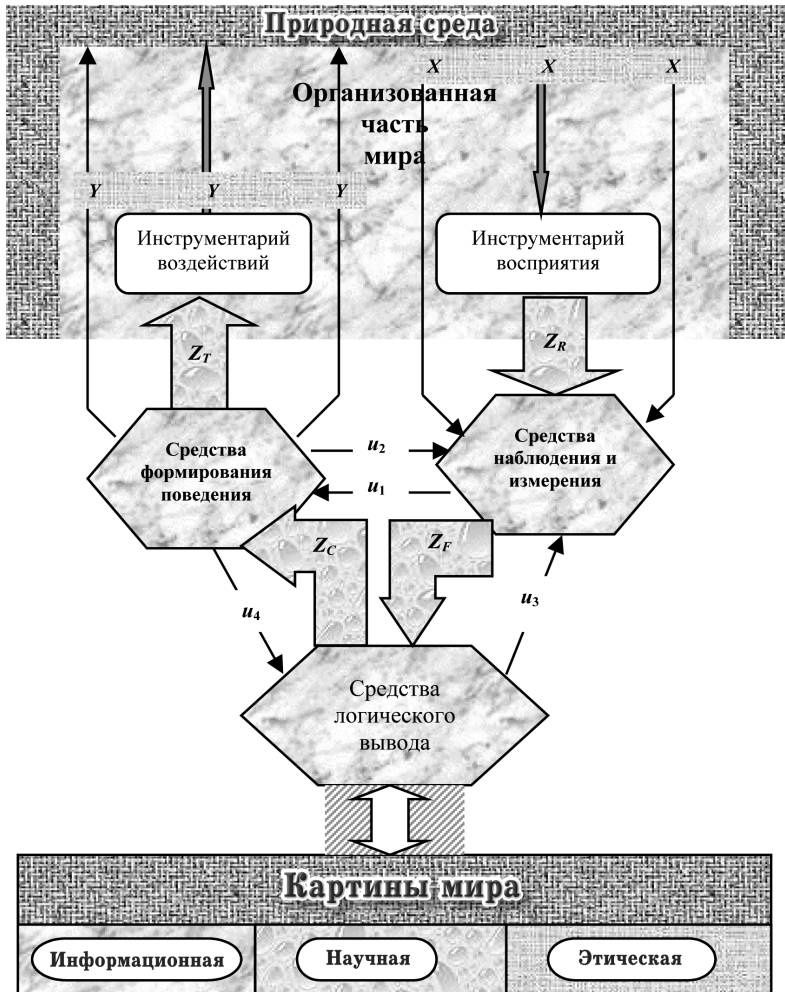 Природная среда
X X X
Организованная
часть
мира
Y Y Y
Инструментарий
воздействий
Инструментарий
восприятия
Z_T
Z_R
Средства
формирования
поведения
u_2
u_1
Средства
наблюдения и
измерения
Z_C
Z_F
u_4
u_3
Средства
логического
вывода
Картины мира
Информационная
Научная
Этическая